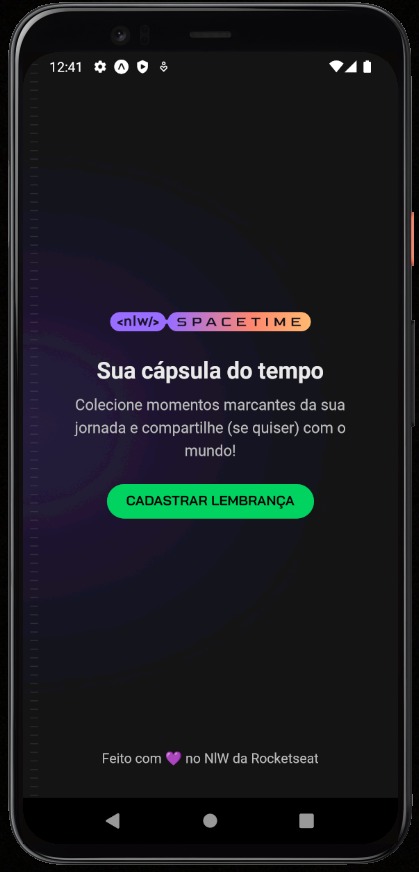 12:41
<nlw/> SPACETIME
Sua cápsula do tempo
Colecione momentos marcantes da sua
jornada e compartilhe (se quiser) com o
mundo!
CADASTRAR LEMBRANÇA
Feito com 💜 no NlW da Rocketseat